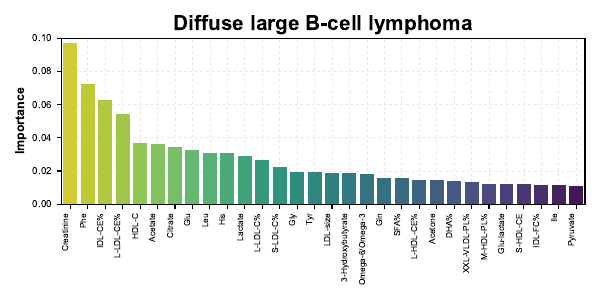 Diffuse large B-cell lymphoma
Importance
0.10
0.08
0.06
0.04
0.02
0.00
Creatinine
Phe
IDL-CE%
L-LDL-CE%
HDL-C
Acetate
Citrate
Glu
Leu
His
Lactate
L-LDL-C%
S-LDL-C%
Gly
Tyr
LDL-size
3-Hydroxybutyrate
Omega-6/Omega-3
Gln
SFA%
L-HDL-CE%
Acetone
DHA%
XXL-VLDL-PL%
M-HDL-PL%
Glu-lactate
S-HDL-CE
IDL-FC%
Ile
Pyruvate